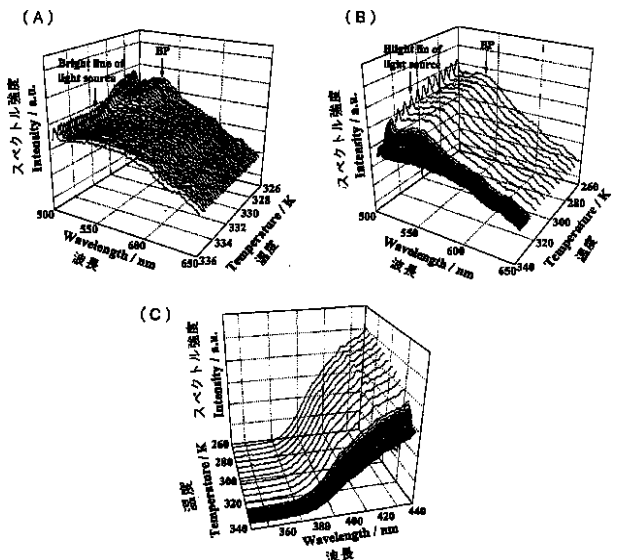 (A)
Bright line of
light source
BP
スペクトル強度
Intensity / a.u.
500
550
600
650
Wavelength / nm
波長
326
328
330
332
334
336
Temperature / K
温度
(B)
Blight lin of
light source
BP
スペクトル強度
Intensity / a.u.
500
550
600
650
Wavelength / nm
波長
260
280
300
320
340
Temperature / K
温度
(C)
スペクトル強度
Intensity / a.u.
260
280
300
320
340
温度
Temperature / K
360
380
400
420
440
Wavelength / nm
波長